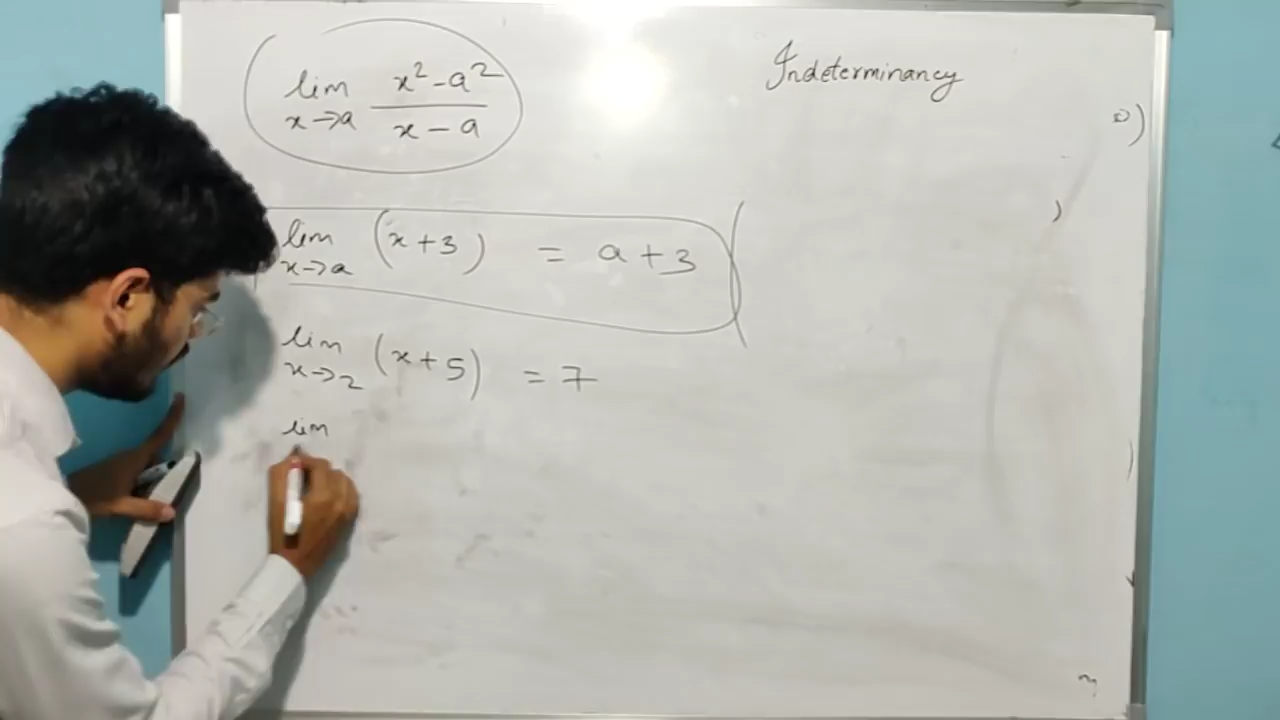 lim x→a x² - a² / x - a
Indeterminancy
lim x→a (x + 3) = a + 3
lim x→2 (x + 5) = 7
lim